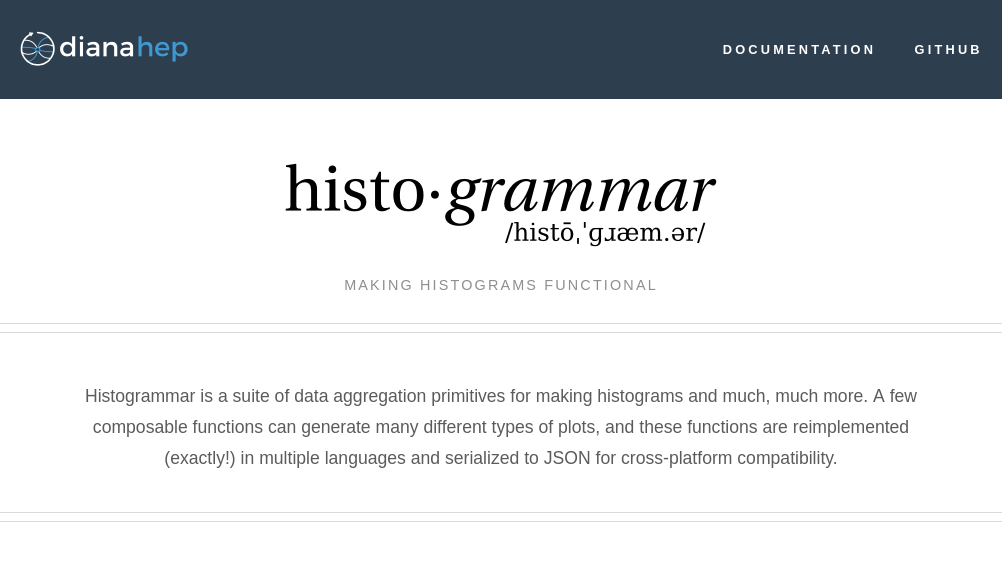 dianahep
DOCUMENTATION GITHUB
histo·grammar
/histō,ˈgɹæm.ər/
MAKING HISTOGRAMS FUNCTIONAL
Histogrammar is a suite of data aggregation primitives for making histograms and much, much more. A few
composable functions can generate many different types of plots, and these functions are reimplemented
(exactly!) in multiple languages and serialized to JSON for cross-platform compatibility.